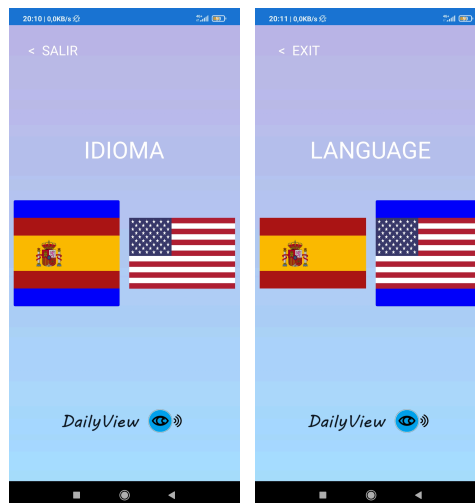 20:10 | 0,0KB/s
< SALIR
IDIOMA
DailyView
20:11 | 0,0KB/s
< EXIT
LANGUAGE
DailyView